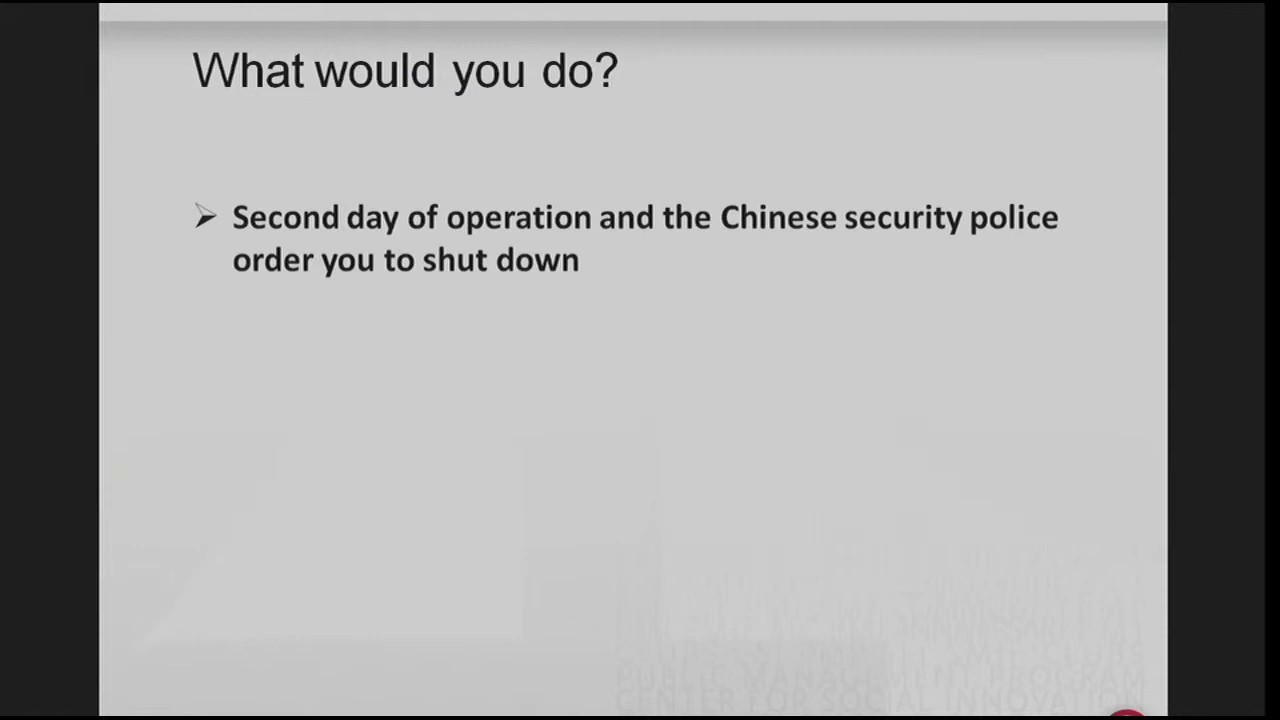 What would you do?
➢ Second day of operation and the Chinese security police
order you to shut down
PUBLIC MANAGEMENT PROGRAM
CENTER FOR SOCIAL INNOVATION